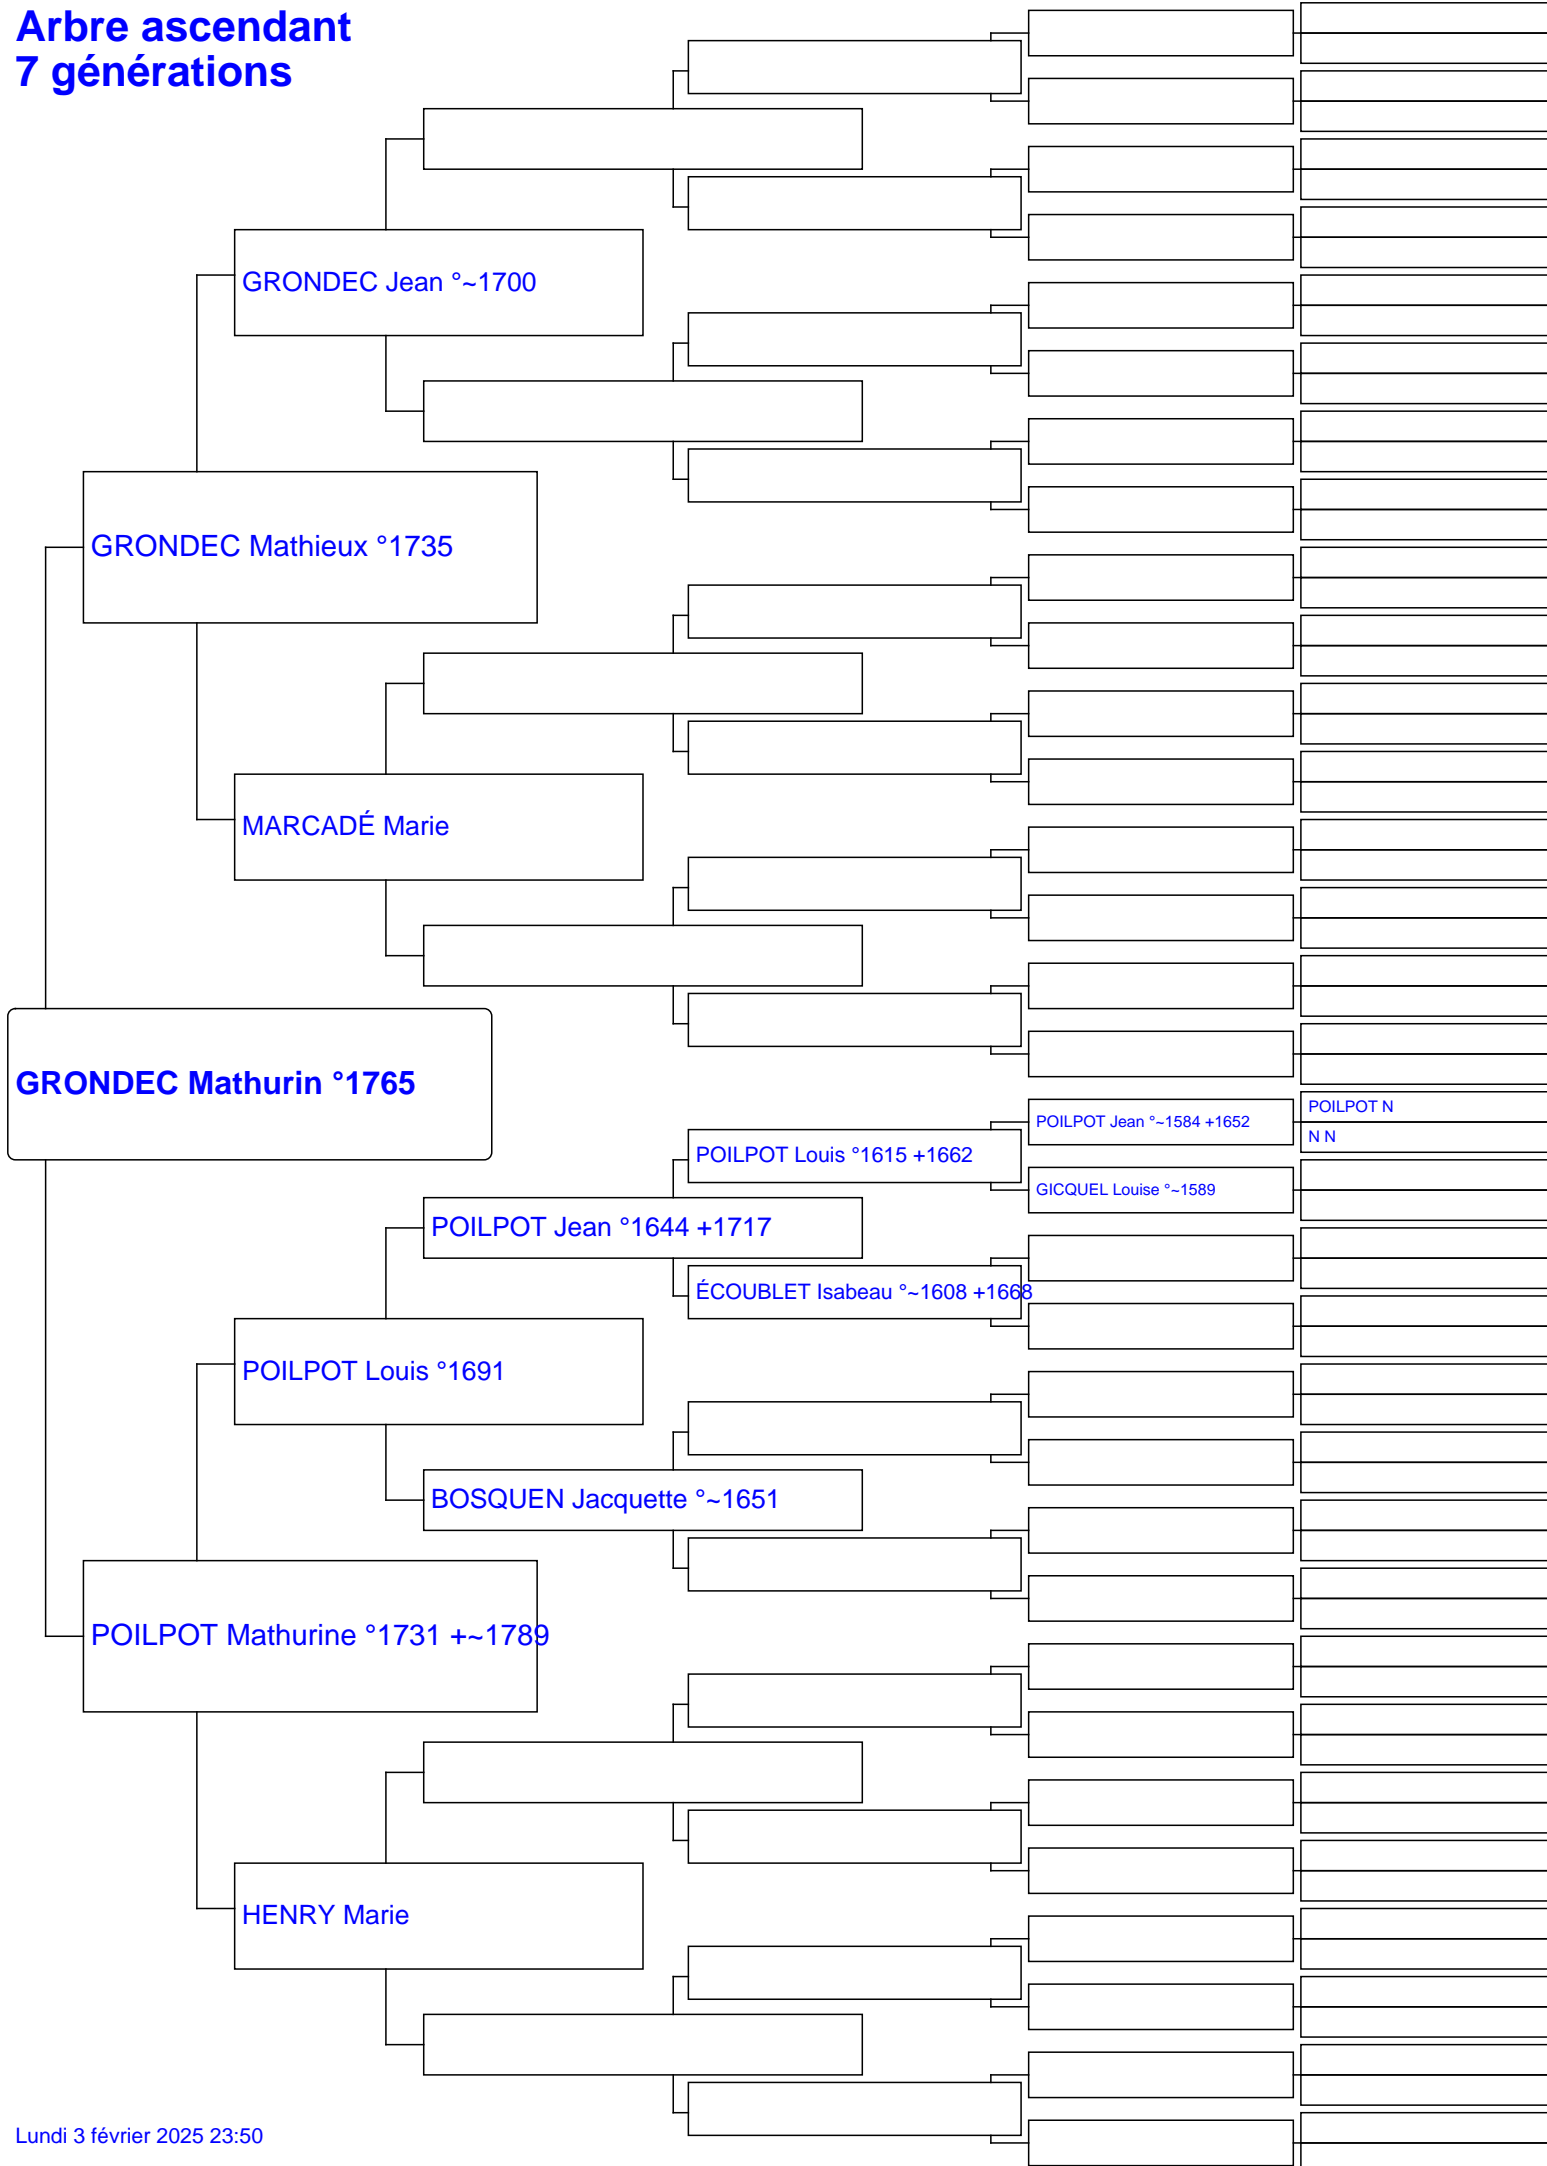 Arbre ascendant
7 générations
GRONDEC Jean °~1700
GRONDEC Mathieux °1735
MARCADÉ Marie
GRONDEC Mathurin °1765
POILPOT Jean °~1584 +1652
POILPOT N
N N
POILPOT Louis °1615 +1662
GICQUEL Louise °~1589
POILPOT Jean °1644 +1717
ÉCOUBLET Isabeau °~1608 +1668
POILPOT Louis °1691
BOSQUEN Jacquette °~1651
POILPOT Mathurine °1731 +~1789
HENRY Marie
Lundi 3 février 2025 23:50